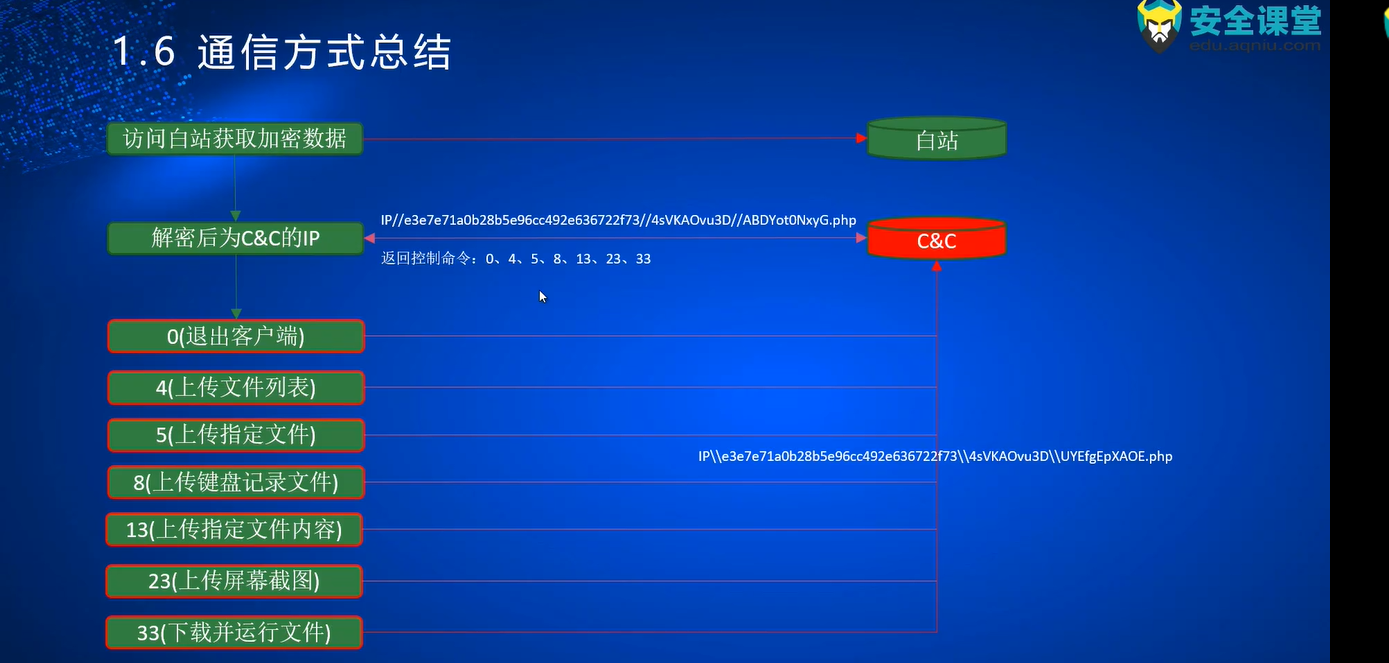 安全课堂
edu.aqniu.com
1.6 通信方式总结
访问白站获取加密数据
白站
IP//e3e7e71a0b28b5e96cc492e636722f73//4sVKAOvu3D//ABDYot0NxyG.php
解密后为C&C的IP
C&C
返回控制命令：0、4、5、8、13、23、33
0(退出客户端)
4(上传文件列表)
5(上传指定文件)
IP\\e3e7e71a0b28b5e96cc492e636722f73\\4sVKAOvu3D\\UYEfgEpXAOE.php
8(上传键盘记录文件)
13(上传指定文件内容)
23(上传屏幕截图)
33(下载并运行文件)